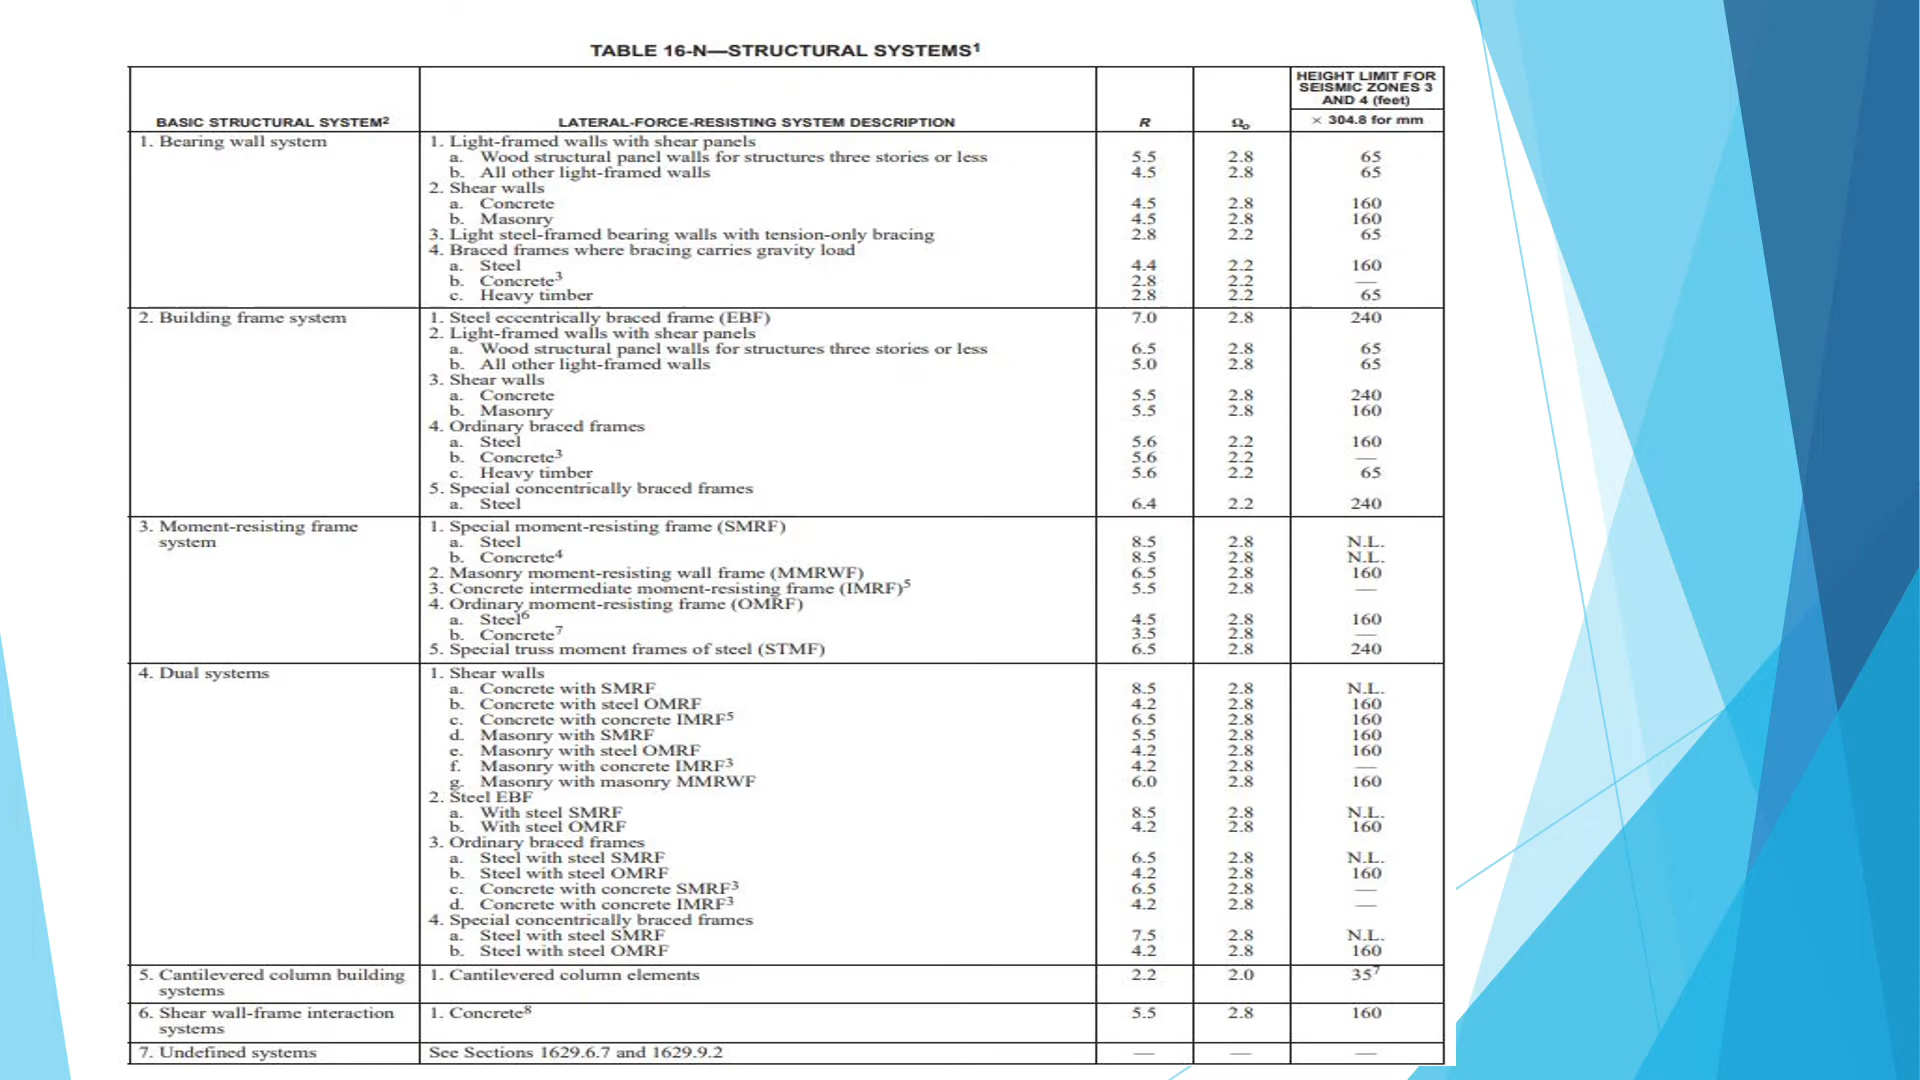 TABLE 16-N—STRUCTURAL SYSTEMS1
BASIC STRUCTURAL SYSTEM2 LATERAL-FORCE-RESISTING SYSTEM DESCRIPTION R Ωo HEIGHT LIMIT FOR
SEISMIC ZONES 3
AND 4 (feet)
× 304.8 for mm
1. Bearing wall system 1. Light-framed walls with shear panels
a. Wood structural panel walls for structures three stories or less 5.5 2.8 65
b. All other light-framed walls 4.5 2.8 65
2. Shear walls
a. Concrete 4.5 2.8 160
b. Masonry 4.5 2.8 160
3. Light steel-framed bearing walls with tension-only bracing 2.8 2.2 65
4. Braced frames where bracing carries gravity load
a. Steel 4.4 2.2 160
b. Concrete3 2.8 2.2 —
c. Heavy timber 2.8 2.2 65
2. Building frame system 1. Steel eccentrically braced frame (EBF) 7.0 2.8 240
2. Light-framed walls with shear panels
a. Wood structural panel walls for structures three stories or less 6.5 2.8 65
b. All other light-framed walls 5.0 2.8 65
3. Shear walls
a. Concrete 5.5 2.8 240
b. Masonry 5.5 2.8 160
4. Ordinary braced frames
a. Steel 5.6 2.2 160
b. Concrete3 5.6 2.2 —
c. Heavy timber 5.6 2.2 65
5. Special concentrically braced frames
a. Steel 6.4 2.2 240
3. Moment-resisting frame 1. Special moment-resisting frame (SMRF)
system a. Steel 8.5 2.8 N.L.
b. Concrete4 8.5 2.8 N.L.
2. Masonry moment-resisting wall frame (MMRWF) 6.5 2.8 160
3. Concrete intermediate moment-resisting frame (IMRF)5 5.5 2.8 —
4. Ordinary moment-resisting frame (OMRF)
a. Steel6 4.5 2.8 160
b. Concrete7 3.5 2.8 —
5. Special truss moment frames of steel (STMF) 6.5 2.8 240
4. Dual systems 1. Shear walls
a. Concrete with SMRF 8.5 2.8 N.L.
b. Concrete with steel OMRF 4.2 2.8 160
c. Concrete with concrete IMRF5 6.5 2.8 160
d. Masonry with SMRF 5.5 2.8 160
e. Masonry with steel OMRF 4.2 2.8 160
f. Masonry with concrete IMRF3 4.2 2.8 —
g. Masonry with masonry MMRWF 6.0 2.8 160
2. Steel EBF
a. With steel SMRF 8.5 2.8 N.L.
b. With steel OMRF 4.2 2.8 160
3. Ordinary braced frames
a. Steel with steel SMRF 6.5 2.8 N.L.
b. Steel with steel OMRF 4.2 2.8 160
c. Concrete with concrete SMRF3 6.5 2.8 —
d. Concrete with concrete IMRF3 4.2 2.8 —
4. Special concentrically braced frames
a. Steel with steel SMRF 7.5 2.8 N.L.
b. Steel with steel OMRF 4.2 2.8 160
5. Cantilevered column building 1. Cantilevered column elements 2.2 2.0 357
systems
6. Shear wall-frame interaction 1. Concrete8 5.5 2.8 160
systems
7. Undefined systems See Sections 1629.6.7 and 1629.9.2 — — —